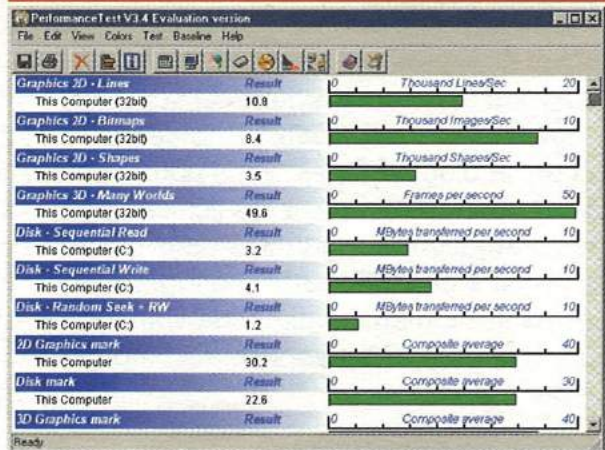 PerformanceTest V3.4 Evaluation version
File Edit View Colors Test Baseline Help
Graphics 2D - Lines Result 0 Thousand Lines/Sec 20
This Computer (32bit) 10.8
Graphics 2D - Bitmaps Result 0 Thousand Images/Sec 10
This Computer (32bit) 8.4
Graphics 2D - Shapes Result 0 Thousand Shapes/Sec 10
This Computer (32bit) 3.5
Graphics 3D - Many Worlds Result 0 Frames per second 50
This Computer (32bit) 49.6
Disk - Sequential Read Result 0 MBytes transferred per second 10
This Computer (C:) 3.2
Disk - Sequential Write Result 0 MBytes transferred per second 10
This Computer (C:) 4.1
Disk - Random Seek + RW Result 0 MBytes transferred per second 10
This Computer (C:) 1.2
2D Graphics mark Result 0 Composite average 40
This Computer 30.2
Disk mark Result 0 Composite average 30
This Computer 22.6
3D Graphics mark Result 0 Composite average 40
Ready